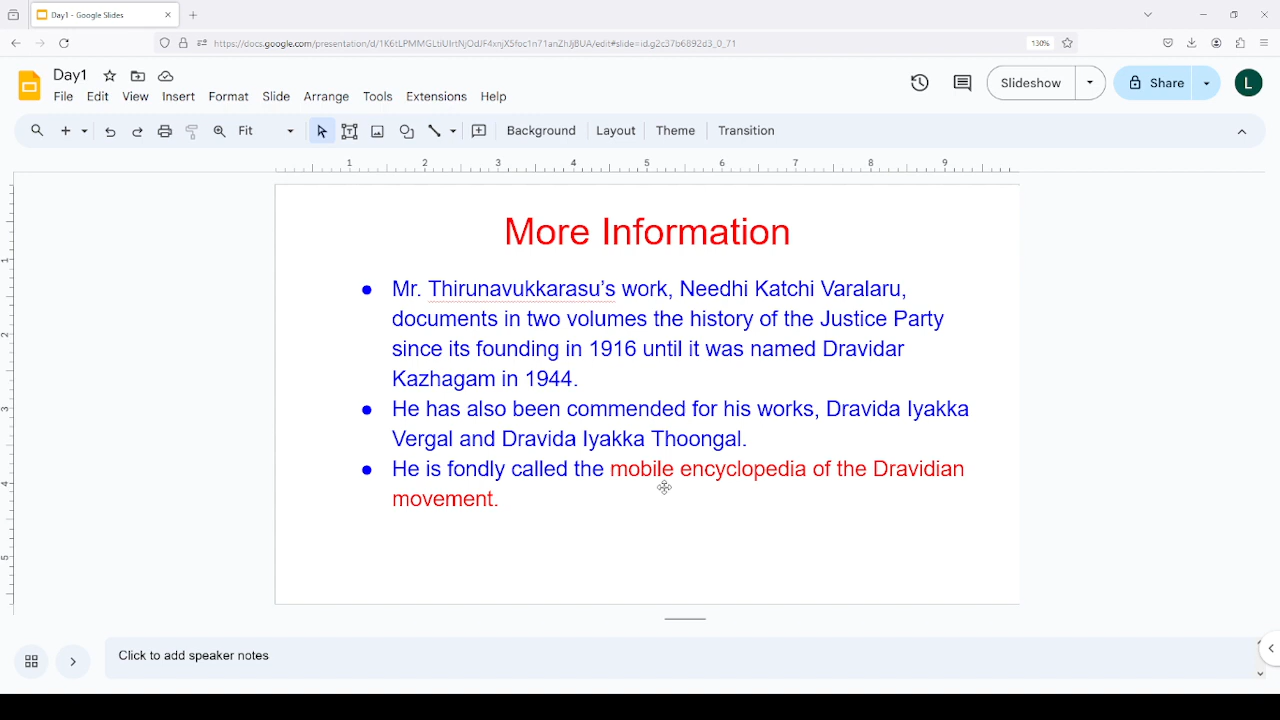 Day1 - Google Slides
https://docs.google.com/presentation/d/1K6tLPMMGLtiUlrtNjOdJF4xnjX5foc1n71anZhJjBUA/edit#slide=id.g2c37b6892d3_0_71
130%
Day1
File Edit View Insert Format Slide Arrange Tools Extensions Help
Slideshow
Share
L
Fit
Background
Layout
Theme
Transition
1 2 3 4 5 6 7 8 9
1
2
3
4
5
More Information
● Mr. Thirunavukkarasu’s work, Needhi Katchi Varalaru,
documents in two volumes the history of the Justice Party
since its founding in 1916 until it was named Dravidar
Kazhagam in 1944.
● He has also been commended for his works, Dravida Iyakka
Vergal and Dravida Iyakka Thoongal.
● He is fondly called the mobile encyclopedia of the Dravidian
movement.
Click to add speaker notes